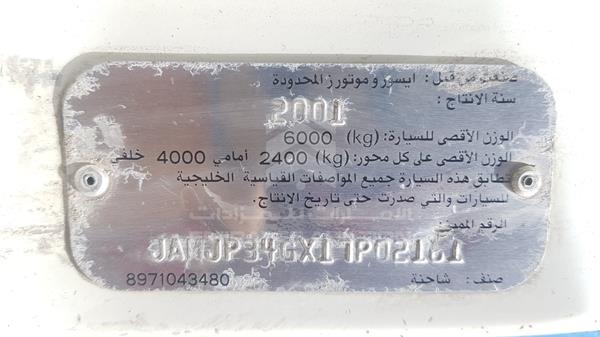 صنعت من قبل: ايسوزو موتورز المحدودة
سنة الانتاج: 2001
الوزن الأقصى للسيارة: (kg) 6000
الوزن الأقصى على كل محور: (kg) 2400 أمامي 4000 خلفي
تطابق هذه السيارة جميع المواصفات القياسية الخليجية
للسيارات والتي صدرت حتى تاريخ الانتاج.
الرقم المميز:
صنف: شاحنة 8971043480